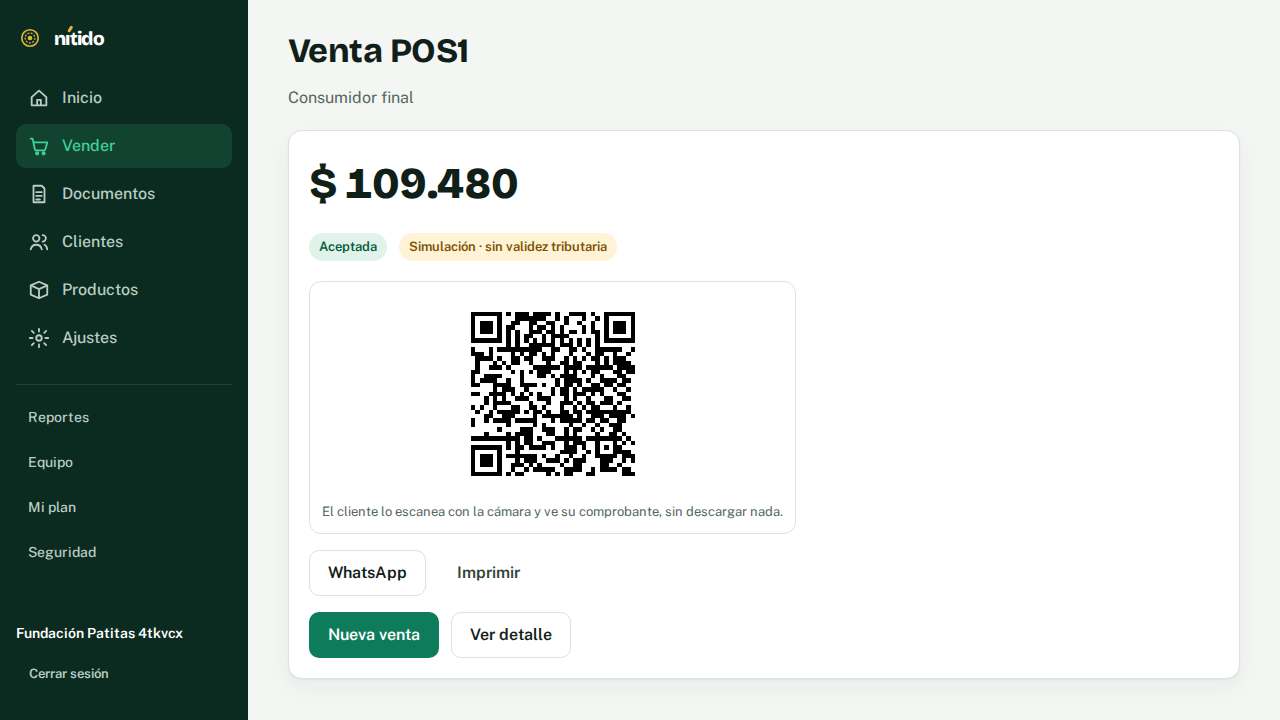 nítido
Inicio
Vender
Documentos
Clientes
Productos
Ajustes
Reportes
Equipo
Mi plan
Seguridad
Fundación Patitas 4tkvcx
Cerrar sesión
Venta POS1
Consumidor final
$ 109.480
Aceptada
Simulación · sin validez tributaria
El cliente lo escanea con la cámara y ve su comprobante, sin descargar nada.
WhatsApp
Imprimir
Nueva venta
Ver detalle